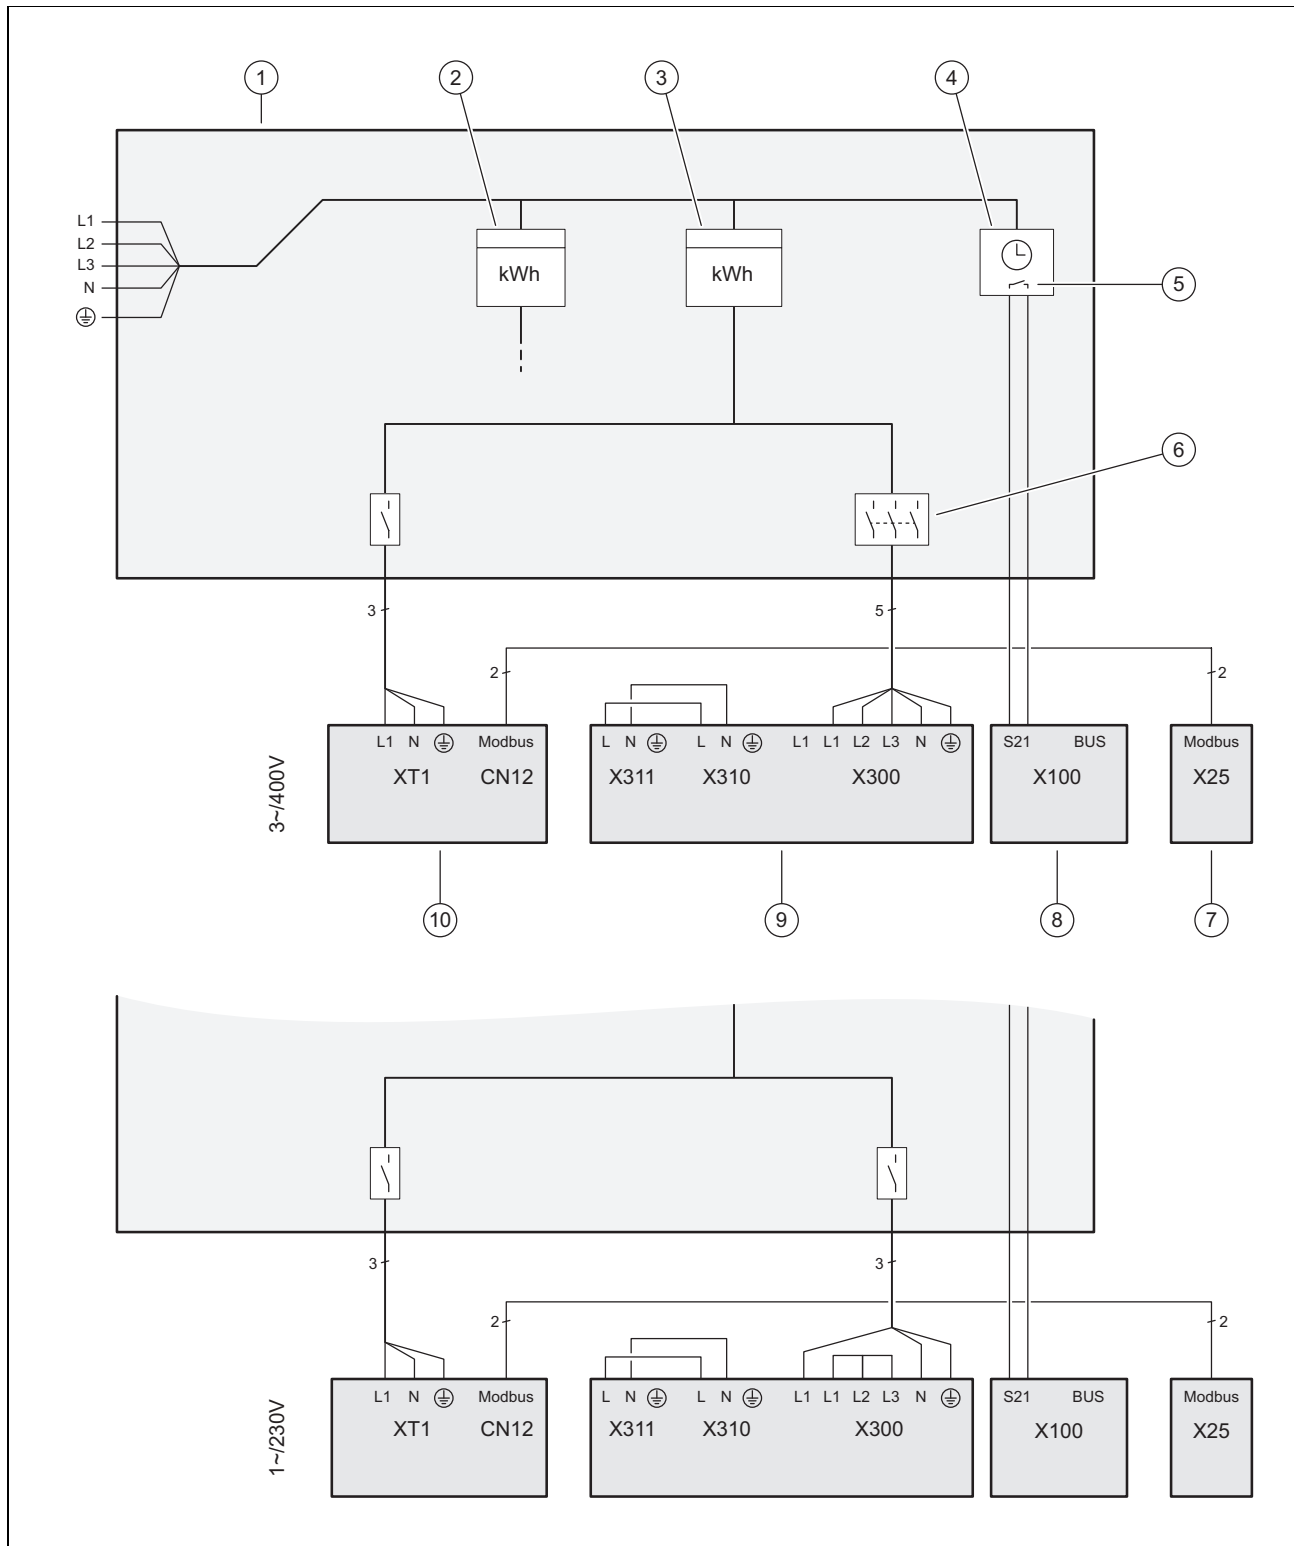 1 2 3 4
L1
L2
L3
N
kWh kWh
5
6
3 5
2 2
3~/400V
L1 N Modbus L N L N L1 L1 L2 L3 N S21 BUS Modbus
XT1 CN12 X311 X310 X300 X100 X25
10 9 8 7
3 3
2 2
1~/230V
L1 N Modbus L N L N L1 L1 L2 L3 N S21 BUS Modbus
XT1 CN12 X311 X310 X300 X100 X25